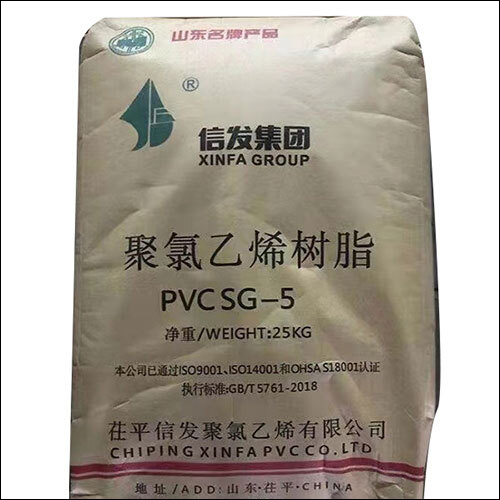 山东名牌产品
®
信发集团
XINFA GROUP
聚氯乙烯树脂
PVC SG-5
净重/WEIGHT:25KG
本公司已通过ISO9001、ISO14001和OHSAS18001认证
执行标准:GB/T5761-2018
茌平信发聚氯乙烯有限公司
CHIPING XINFA PVC CO.LTD
地址/ADD:山东·茌平/CHINA